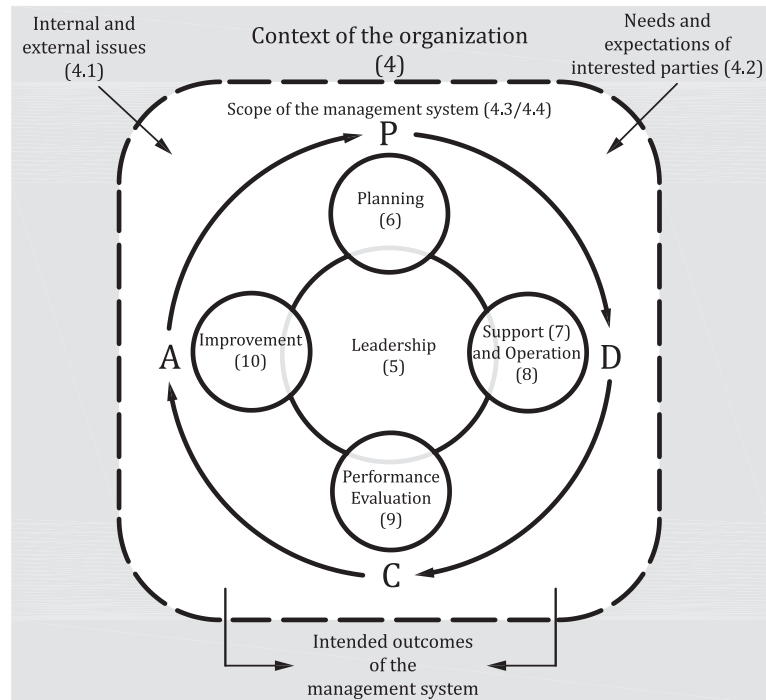 Internal and
external issues
(4.1)
Context of the organization
(4)
Needs and
expectations of
interested parties (4.2)
Scope of the management system (4.3/4.4)
P
Planning
(6)
A
Improvement
(10)
Leadership
(5)
Support (7)
and Operation
(8)
D
Performance
Evaluation
(9)
C
Intended outcomes
of the
management system